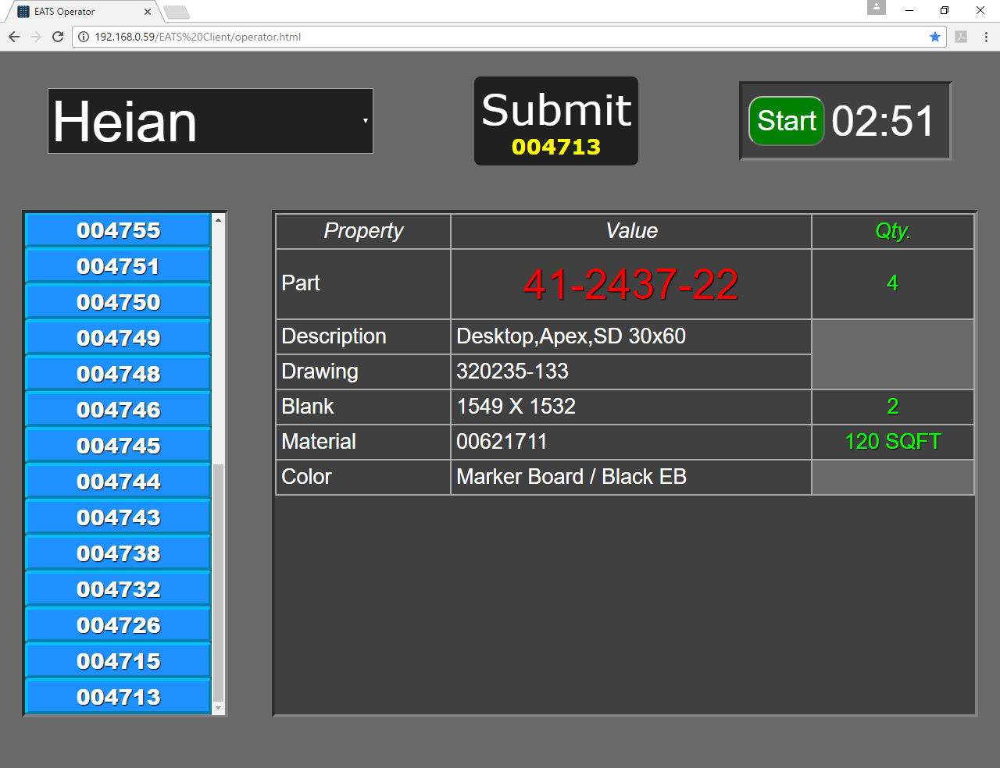 EATS Operator
192.168.0.59/EATS%20Client/operator.html
Heian
Submit
004713
Start 02:51
004755
004751
004750
004749
004748
004746
004745
004744
004743
004738
004732
004726
004715
004713
Property Value Qty.
Part 41-2437-22 4
Description Desktop,Apex,SD 30x60
Drawing 320235-133
Blank 1549 X 1532 2
Material 00621711 120 SQFT
Color Marker Board / Black EB